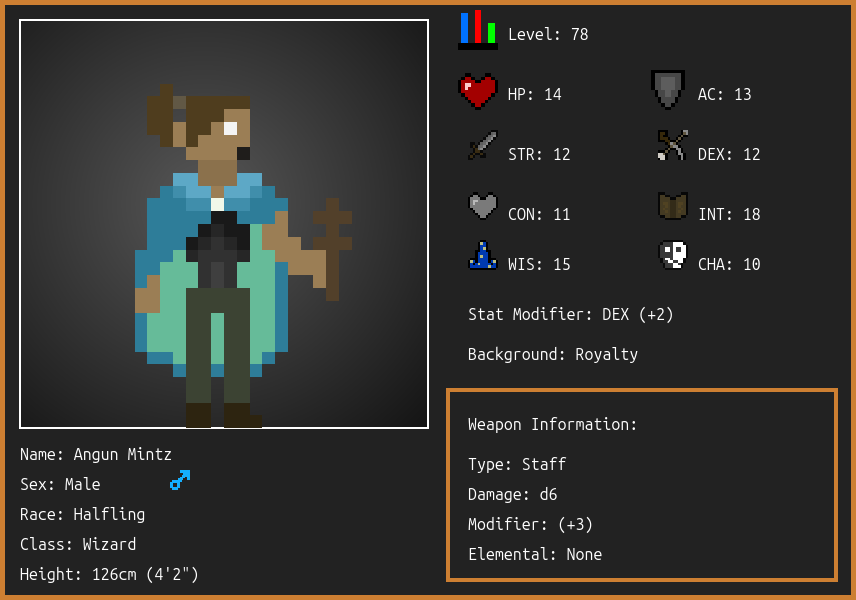 Level: 78
HP: 14
AC: 13
STR: 12
DEX: 12
CON: 11
INT: 18
WIS: 15
CHA: 10
Stat Modifier: DEX (+2)
Background: Royalty
Weapon Information:
Type: Staff
Damage: d6
Modifier: (+3)
Elemental: None
Name: Angun Mintz
Sex: Male
Race: Halfling
Class: Wizard
Height: 126cm (4'2")